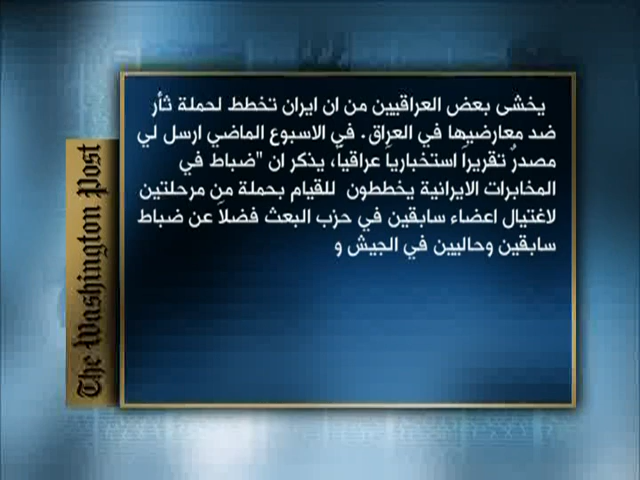 يخشى بعض العراقيين من ان ايران تخطط لحملة ثأر
ضد معارضيها في العراق. في الاسبوع الماضي ارسل لي
مصدرٌ تقريراً استخبارياً عراقياً، يذكر ان "ضباط في
المخابرات الايرانية يخططون للقيام بحملة من مرحلتين
لاغتيال اعضاء سابقين في حزب البعث فضلاً عن ضباط
سابقين وحاليين في الجيش و
The Washington Post